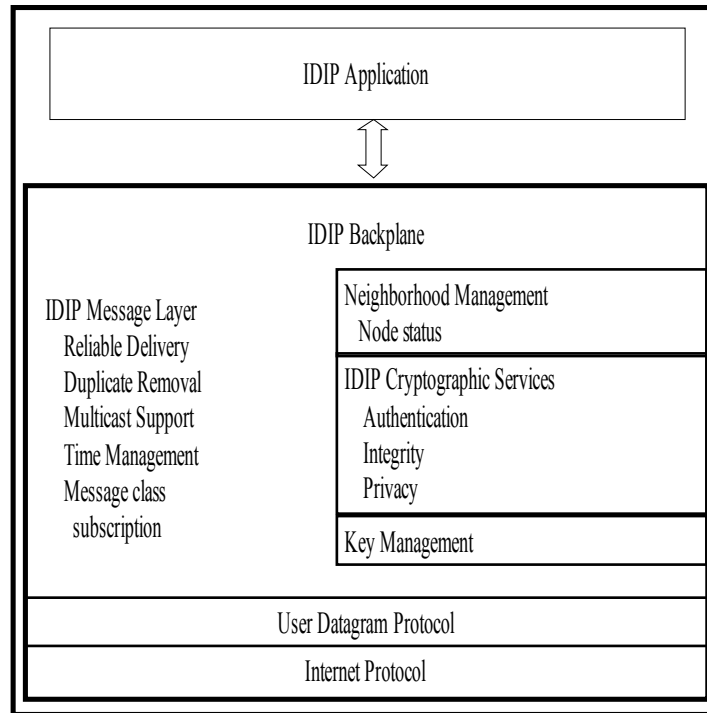 IDIP Application
IDIP Backplane
IDIP Message Layer
Reliable Delivery
Duplicate Removal
Multicast Support
Time Management
Message class
subscription
Neighborhood Management
Node status
IDIP Cryptographic Services
Authentication
Integrity
Privacy
Key Management
User Datagram Protocol
Internet Protocol